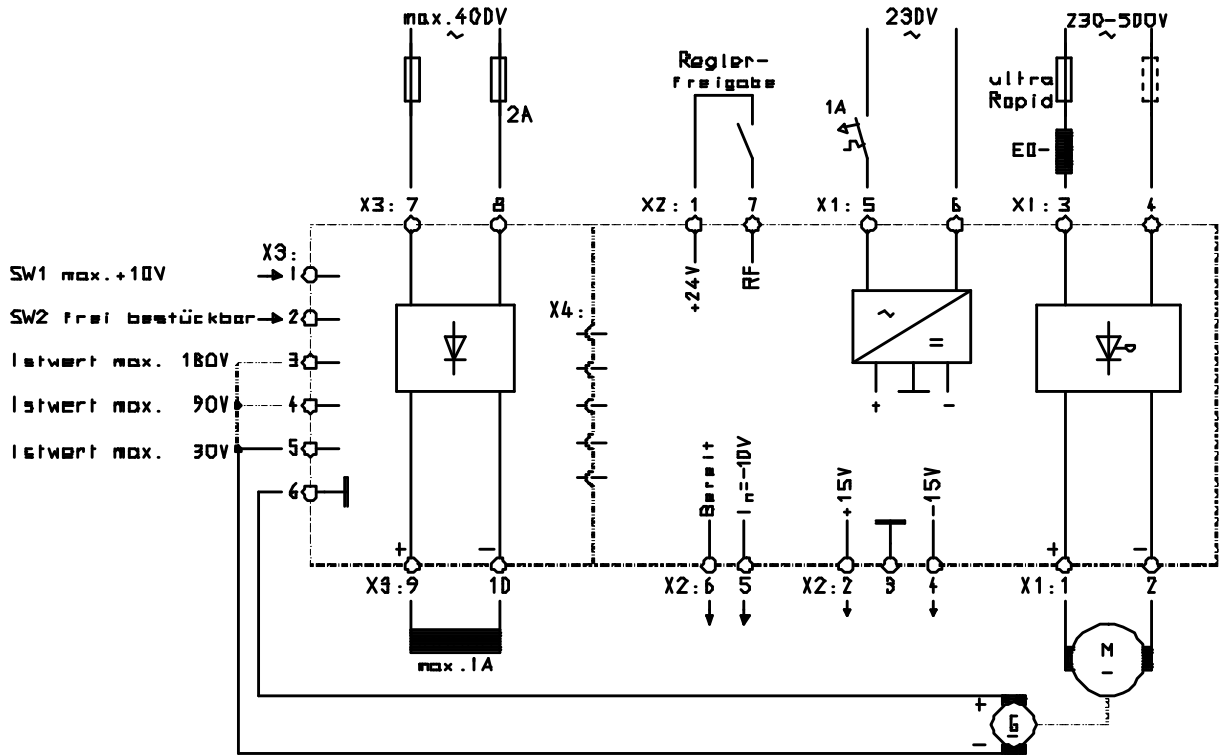 max.400V
~
230V
~
230-500V
~
Regler-
Freigabe
2A
1A
ultra
Rapid
ED-
X3: 7 8
X2: 1 7
X1: 5 6
X1: 3 4
X3:
SW1 max.+10V 1
SW2 frei bestückbar 2
Istwert max. 180V 3
Istwert max. 90V 4
Istwert max. 30V 5
6
X4:
+24V
RF
~
=
+ -
Bereit
In=-10V
+15V
-15V
+ -
+ -
X3:9 10
X2:6 5
X2:2 3 4
X1:1 2
max.1A
M
-
+
G
-